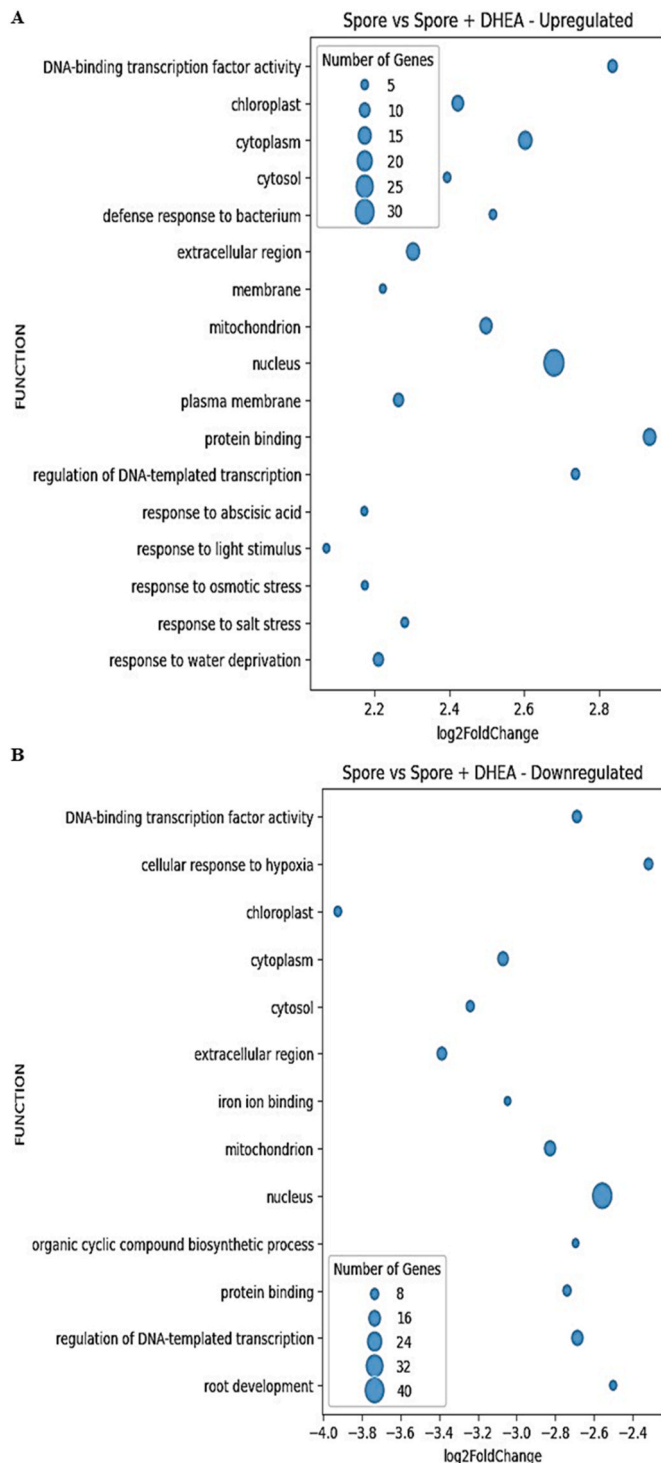 A
Spore vs Spore + DHEA - Upregulated
Number of Genes
5
10
15
20
25
30
DNA-binding transcription factor activity
chloroplast
cytoplasm
cytosol
defense response to bacterium
extracellular region
membrane
mitochondrion
nucleus
plasma membrane
protein binding
regulation of DNA-templated transcription
response to abscisic acid
response to light stimulus
response to osmotic stress
response to salt stress
response to water deprivation
FUNCTION
2.2 2.4 2.6 2.8
log2FoldChange
B
Spore vs Spore + DHEA - Downregulated
DNA-binding transcription factor activity
cellular response to hypoxia
chloroplast
cytoplasm
cytosol
extracellular region
iron ion binding
mitochondrion
nucleus
organic cyclic compound biosynthetic process
protein binding
regulation of DNA-templated transcription
root development
FUNCTION
Number of Genes
8
16
24
32
40
−4.0 −3.8 −3.6 −3.4 −3.2 −3.0 −2.8 −2.6 −2.4
log2FoldChange